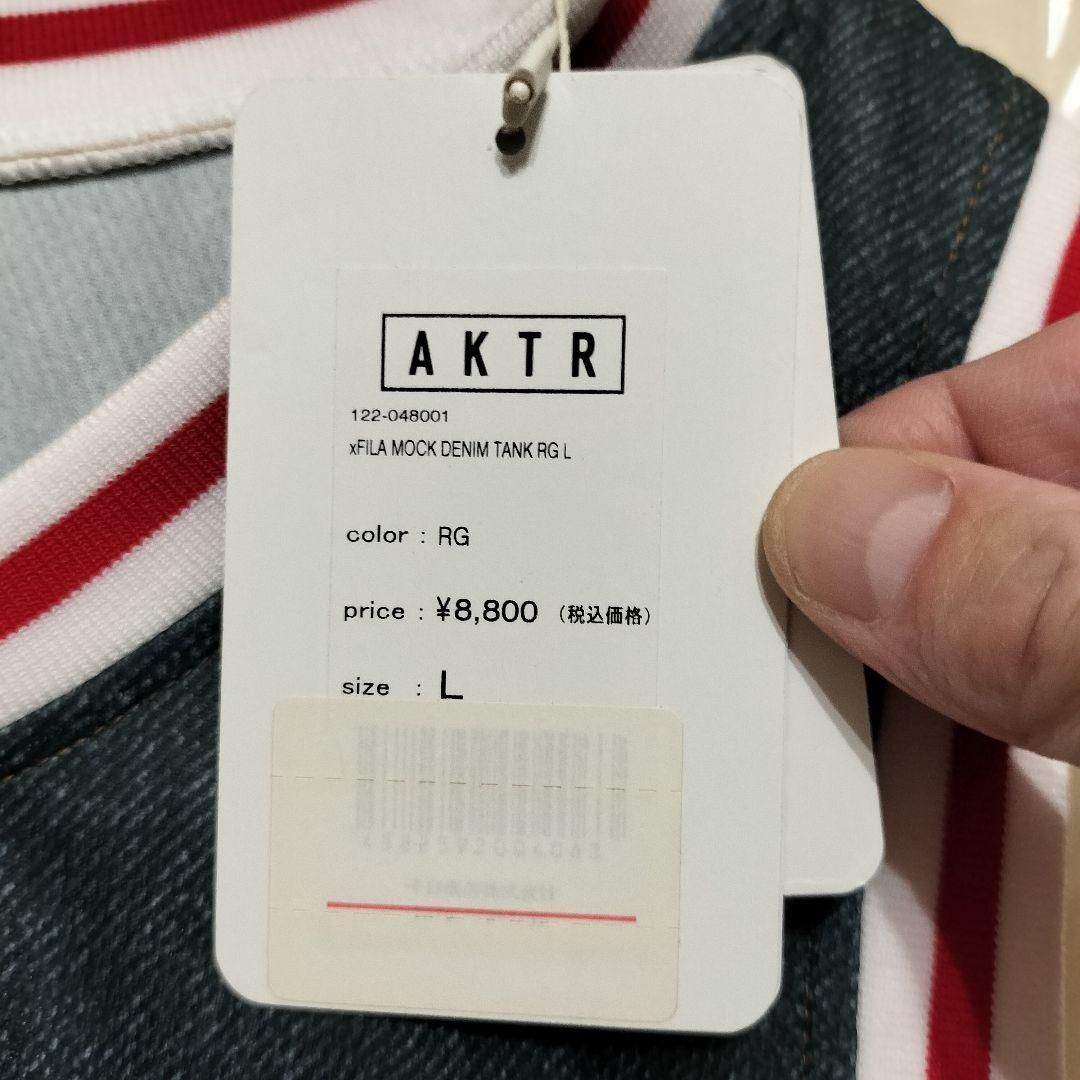 AKTR
122-048001
xFILA MOCK DENIM TANK RG L
color : RG
price : ¥8,800 (税込価格)
size : L